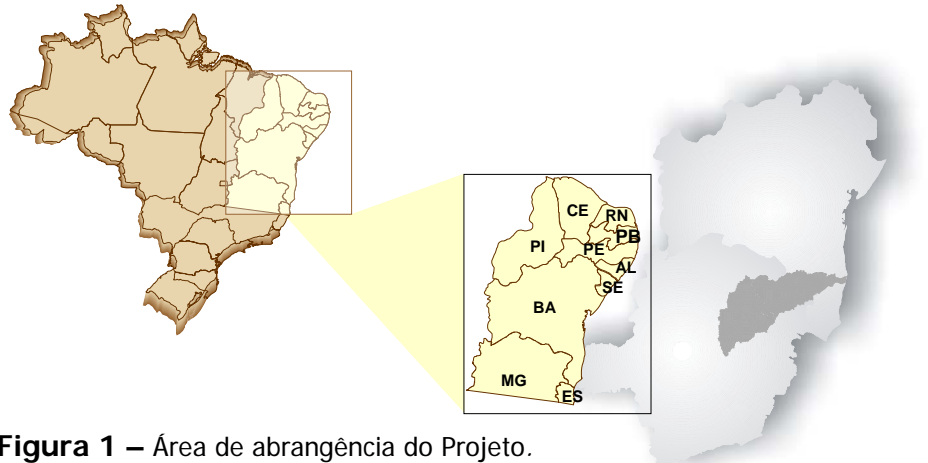 CE
RN
PB
PE
PI
AL
SE
BA
MG
ES
Figura 1 – Área de abrangência do Projeto.